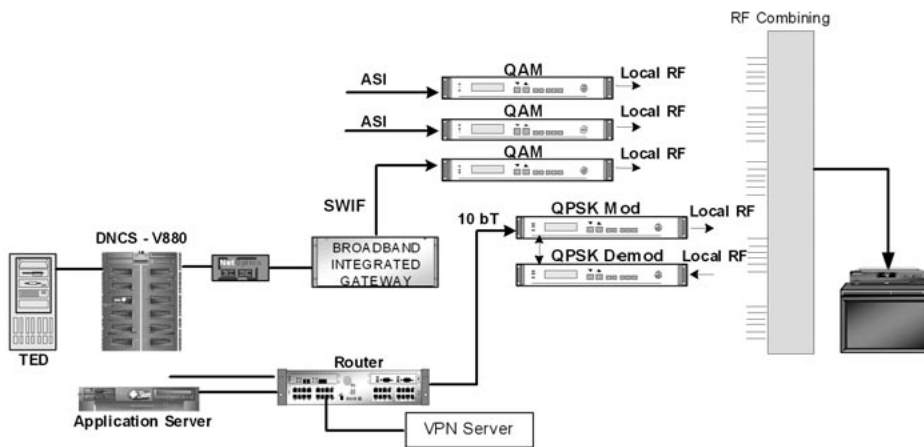 RF Combining
QAM
ASI
Local RF
QAM
ASI
Local RF
QAM
Local RF
SWIF
10 bT
QPSK Mod
Local RF
DNCS - V880
BROADBAND
INTEGRATED
GATEWAY
QPSK Demod
Local RF
TED
Router
Application Server
VPN Server